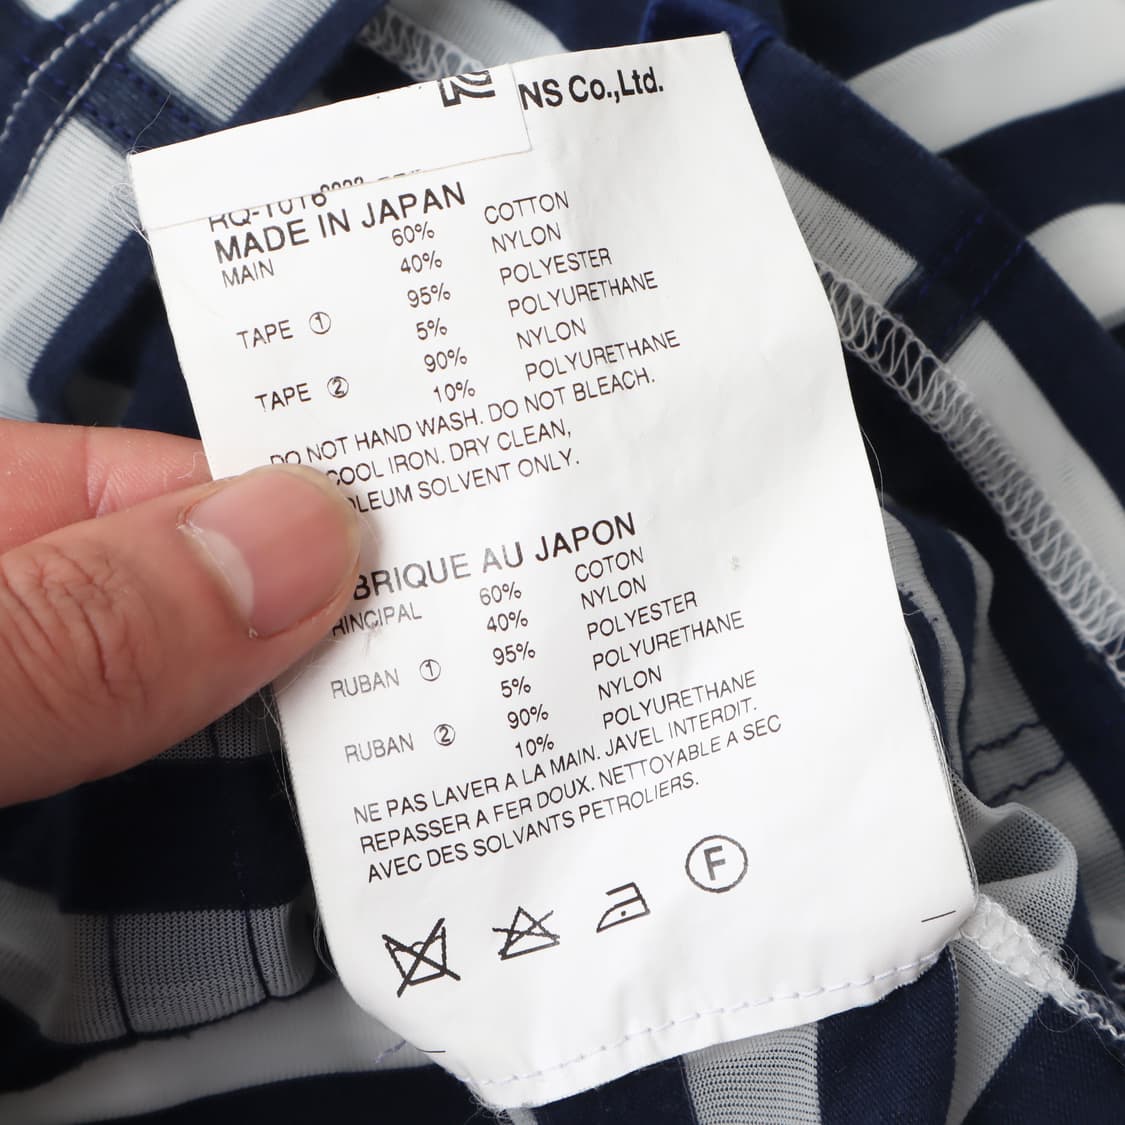 NS Co.,Ltd.
MADE IN JAPAN
MAIN 60% COTTON
40% NYLON
TAPE ① 95% POLYESTER
5% POLYURETHANE
TAPE ② 90% NYLON
10% POLYURETHANE
DO NOT HAND WASH. DO NOT BLEACH.
COOL IRON. DRY CLEAN,
LEUM SOLVENT ONLY.
BRIQUE AU JAPON
RINCIPAL 60% COTON
40% NYLON
RUBAN ① 95% POLYESTER
5% POLYURETHANE
RUBAN ② 90% NYLON
10% POLYURETHANE
NE PAS LAVER A LA MAIN. JAVEL INTERDIT.
REPASSER A FER DOUX. NETTOYABLE A SEC
AVEC DES SOLVANTS PETROLIERS.
F